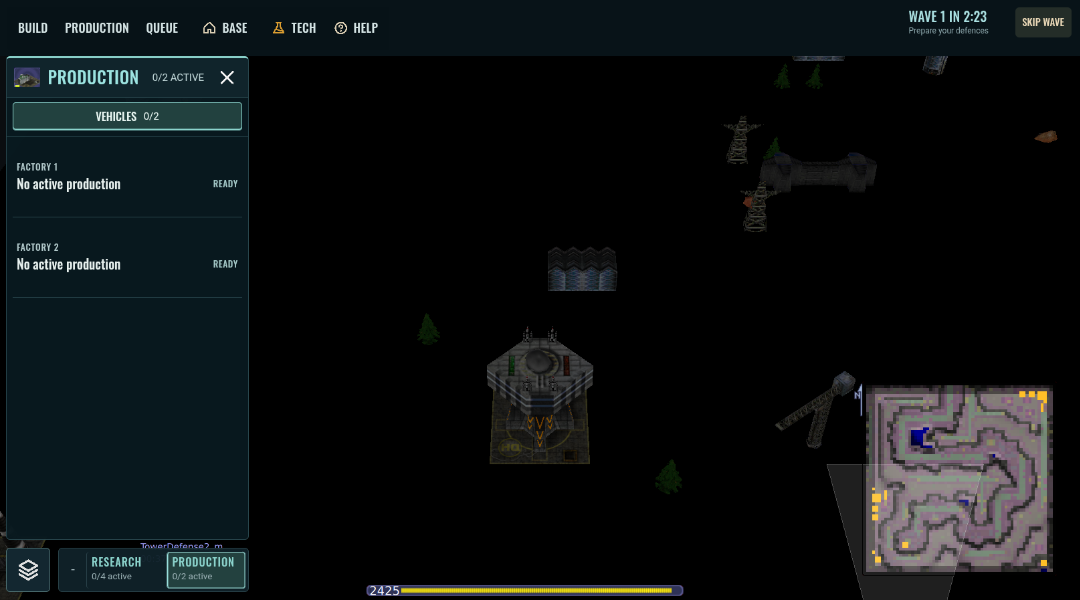 BUILD PRODUCTION QUEUE BASE TECH HELP
WAVE 1 IN 2:23
Prepare your defences
SKIP WAVE
PRODUCTION 0/2 ACTIVE
VEHICLES 0/2
FACTORY 1
No active production READY
FACTORY 2
No active production READY
TowerDefense2_m
- RESEARCH
0/4 active
PRODUCTION
0/2 active
2425
N